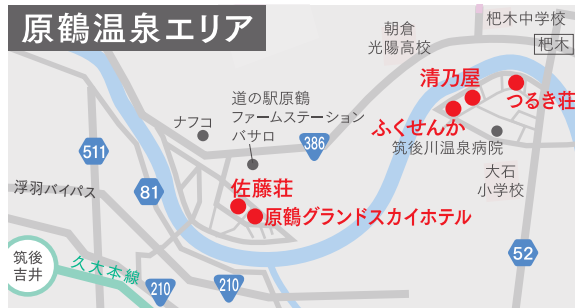 原鶴温泉エリア
朝倉
光陽高校
杷木中学校
杷木
清乃屋
つるき荘
ふくせんか
筑後川温泉病院
道の駅原鶴
ファームステーション
バサロ
ナフコ
386
511
大石
小学校
浮羽バイパス
81
佐藤荘
原鶴グランドスカイホテル
筑後
吉井
久大本線
210
210
52